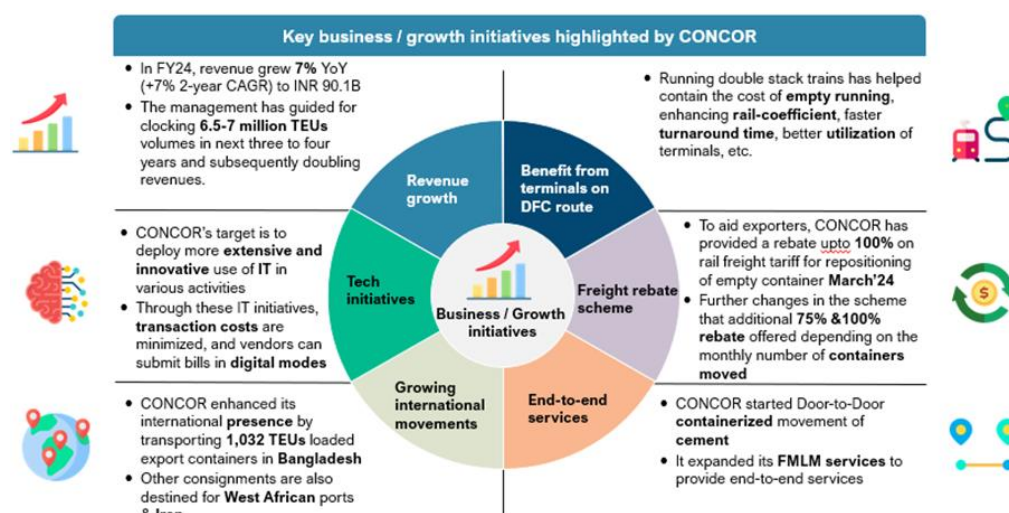 Key business / growth initiatives highlighted by CONCOR
• In FY24, revenue grew 7% YoY
(+7% 2-year CAGR) to INR 90.1B
• The management has guided for
clocking 6.5-7 million TEUs
volumes in next three to four
years and subsequently doubling
revenues.
• Running double stack trains has helped
contain the cost of empty running,
enhancing rail-coefficient, faster
turnaround time, better utilization of
terminals, etc.
Revenue
growth
Benefit from
terminals on
DFC route
• CONCOR's target is to
deploy more extensive and
innovative use of IT in
various activities
• Through these IT initiatives,
transaction costs are
minimized, and vendors can
submit bills in digital modes
Tech
initiatives
Business / Growth
initiatives
Freight rebate
scheme
• To aid exporters, CONCOR has
provided a rebate upto 100% on
rail freight tariff for repositioning
of empty container March'24
• Further changes in the scheme
that additional 75% &100%
rebate offered depending on the
monthly number of containers
moved
Growing
international
movements
End-to-end
services
• CONCOR enhanced its
international presence by
transporting 1,032 TEUs loaded
export containers in Bangladesh
• Other consignments are also
destined for West African ports
• CONCOR started Door-to-Door
containerized movement of
cement
• It expanded its FMLM services to
provide end-to-end services